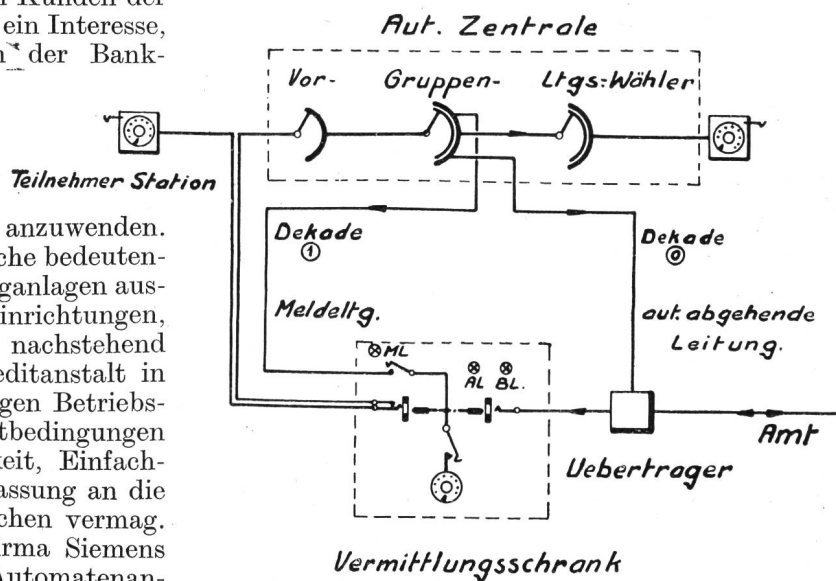 n Kunden der
ein Interesse,
n der Bank-
anzuwenden.
che bedeuten-
ganlagen aus-
inrichtungen,
nachstehend
editanstalt in
gen Betriebs-
tbedingungen
keit, Einfach-
assung an die
chen vermag.
rma Siemens
Automatenan-
Aut. Zentrale
Vor- Gruppen- Ltgs:Wähler
Teilnehmer Station
Dekade
1
Dekade
0
Meldeltg.
aut. abgehende
Leitung.
ML
AL BL.
Amt
Uebertrager
Vermittlungsschrank